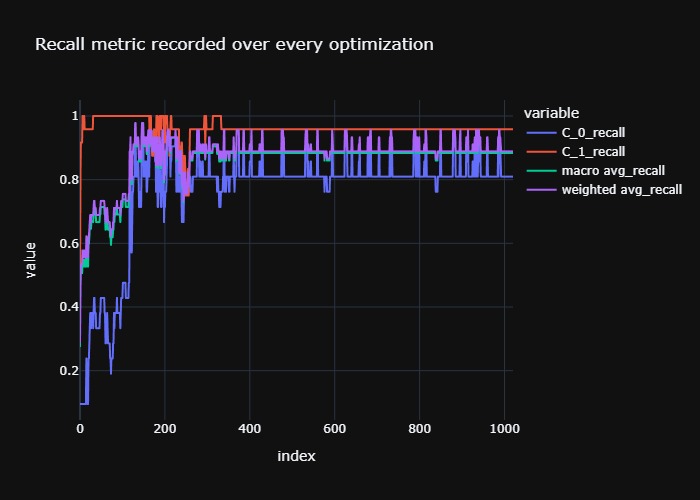 Recall metric recorded over every optimization
variable
C_0_recall
C_1_recall
macro avg_recall
weighted avg_recall
value
1
0.8
0.6
0.4
0.2
0
200
400
600
800
1000
index